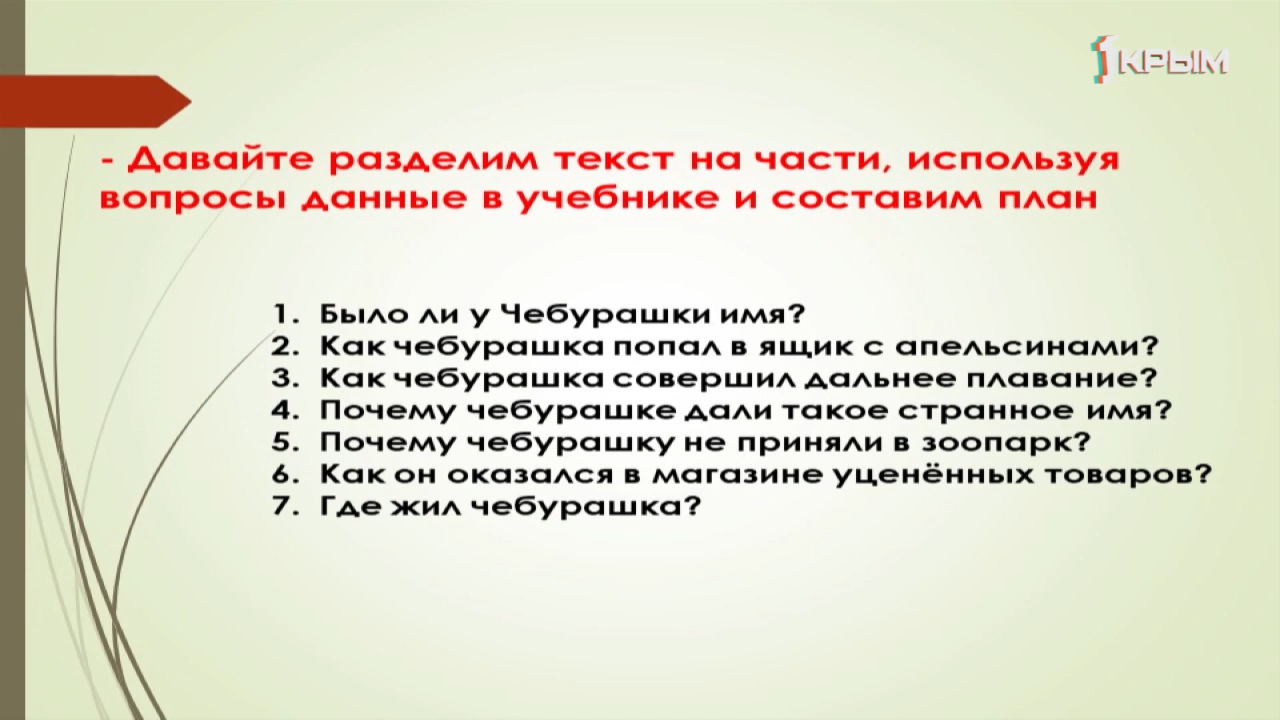 1 КРЫМ
- Давайте разделим текст на части, используя
вопросы данные в учебнике и составим план
1. Было ли у Чебурашки имя?
2. Как чебурашка попал в ящик с апельсинами?
3. Как чебурашка совершил дальнее плавание?
4. Почему чебурашке дали такое странное имя?
5. Почему чебурашку не приняли в зоопарк?
6. Как он оказался в магазине уценённых товаров?
7. Где жил чебурашка?